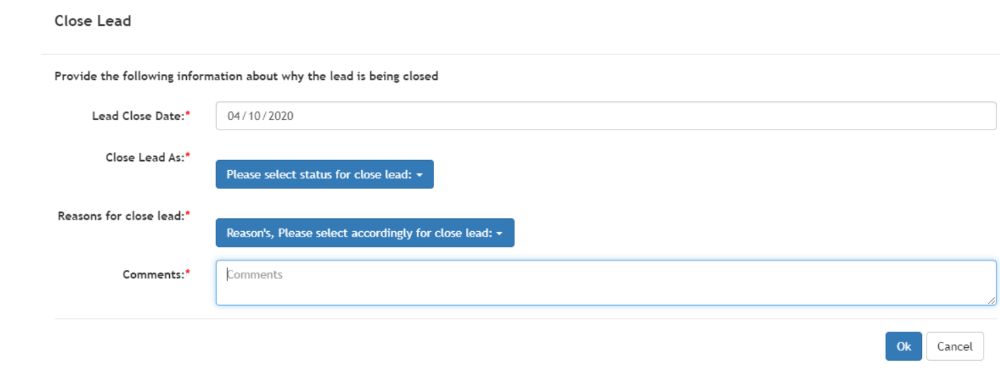 Close Lead
Provide the following information about why the lead is being closed
Lead Close Date:* 04/10/2020
Close Lead As:*
Please select status for close lead:
Reasons for close lead:*
Reason's, Please select accordingly for close lead:
Comments:* Comments
Ok Cancel